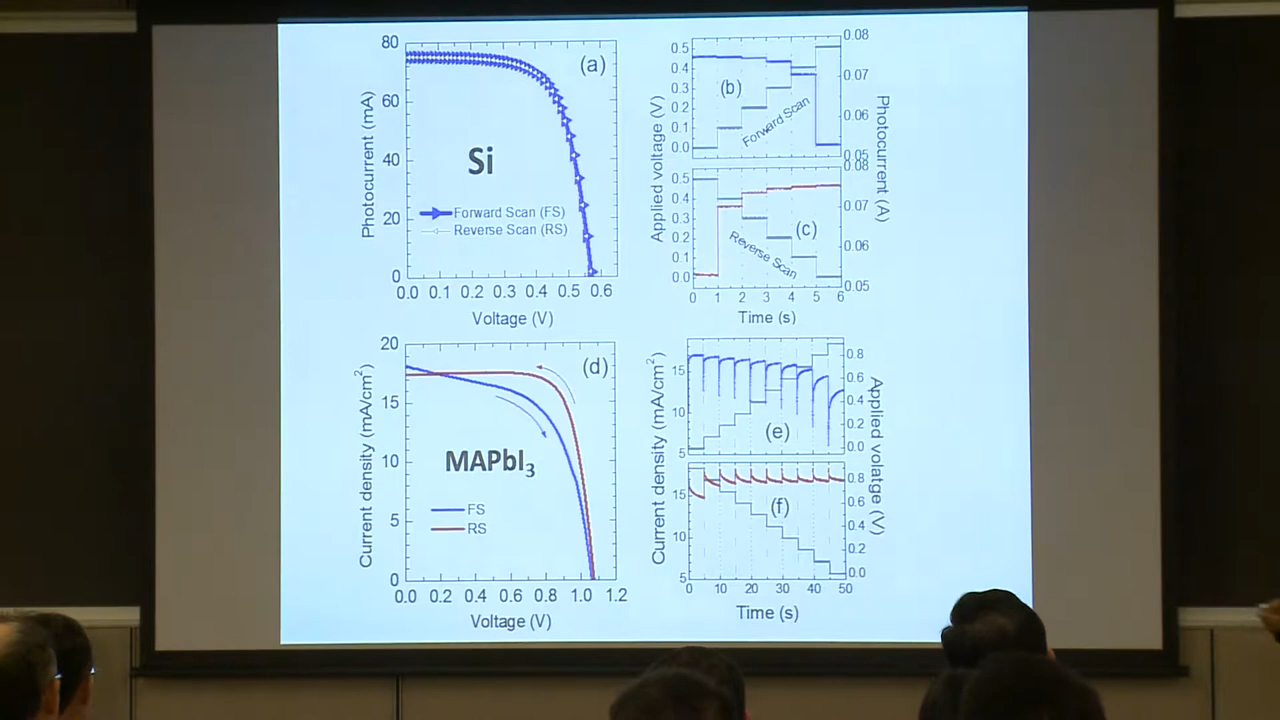 80
60
40
20
0
Photocurrent (mA)
(a)
Si
Forward Scan (FS)
Reverse Scan (RS)
0.0 0.1 0.2 0.3 0.4 0.5 0.6
Voltage (V)
0.5
0.4
0.3
0.2
0.1
0.0
Applied voltage (V)
(b)
Forward Scan
0.08
0.07
0.06
0.05
Photocurrent (A)
0.5
0.4
0.3
0.2
0.1
0.0
(c)
Reverse Scan
0.08
0.07
0.06
0.05
0 1 2 3 4 5 6
Time (s)
20
15
10
5
0
Current density (mA/cm²)
(d)
MAPbI₃
FS
RS
0.0 0.2 0.4 0.6 0.8 1.0 1.2
Voltage (V)
15
10
5
Current density (mA/cm²)
(e)
0.8
0.6
0.4
0.2
0.0
Applied volatge (V)
15
10
5
(f)
0.8
0.6
0.4
0.2
0.0
0 10 20 30 40 50
Time (s)